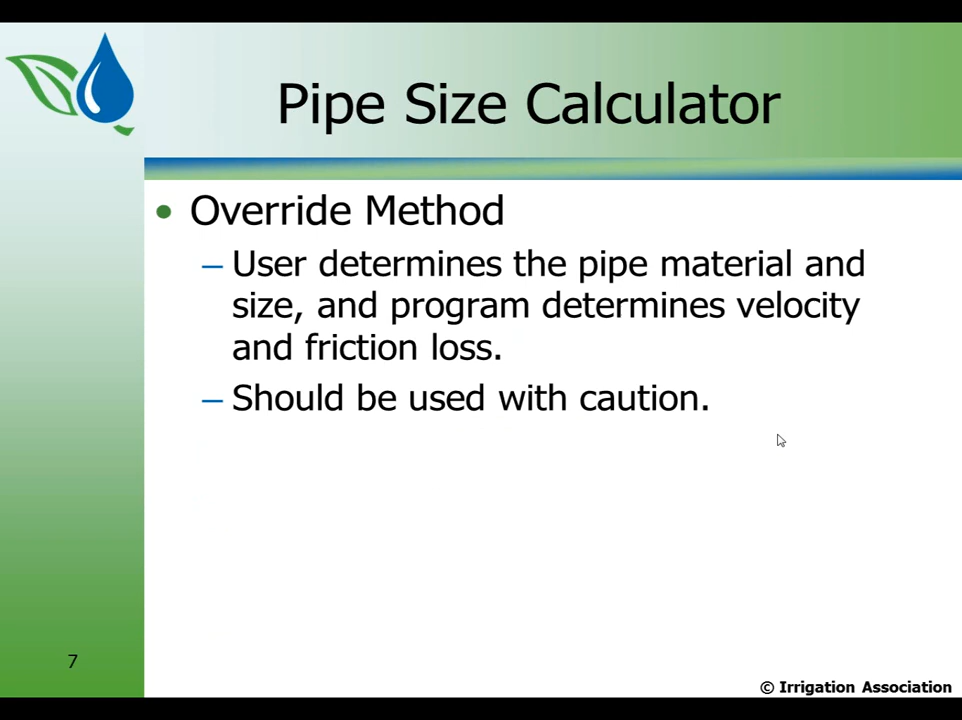 Pipe Size Calculator
• Override Method
– User determines the pipe material and
size, and program determines velocity
and friction loss.
– Should be used with caution.
7
© Irrigation Association